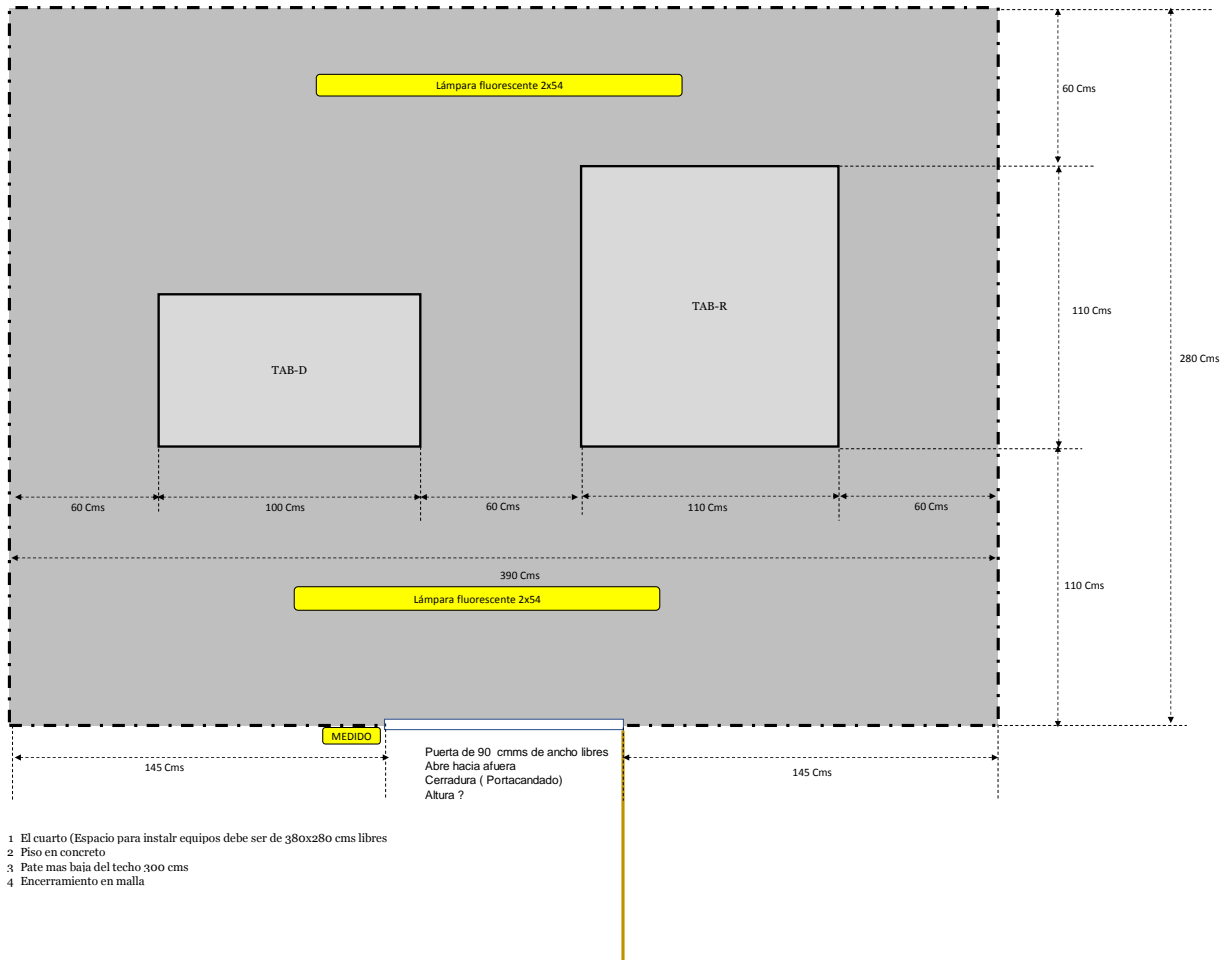 Lámpara fluorescente 2x54
60 Cms
TAB-R
110 Cms
280 Cms
TAB-D
60 Cms
100 Cms
60 Cms
110 Cms
60 Cms
390 Cms
110 Cms
Lámpara fluorescente 2x54
MEDIDO
145 Cms
Puerta de 90 cmms de ancho libres
Abre hacia afuera
Cerradura ( Portacandado)
Altura ?
145 Cms
1 El cuarto (Espacio para instalr equipos debe ser de 380x280 cms libres
2 Piso en concreto
3 Pate mas baja del techo 300 cms
4 Encerramiento en malla